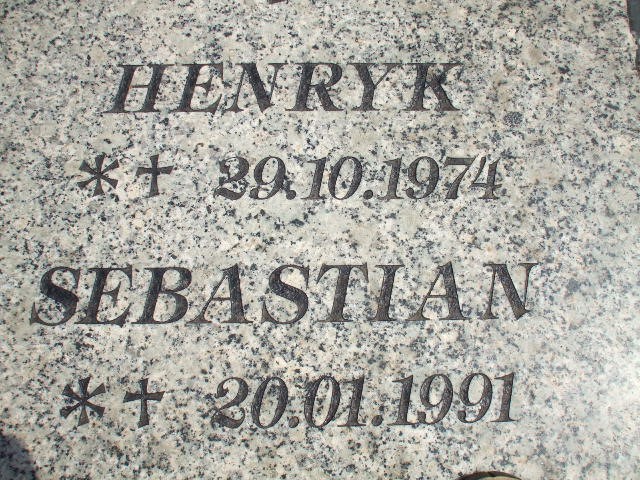 HENRYK
* † 29.10.1974
SEBASTIAN
* † 20.01.1991